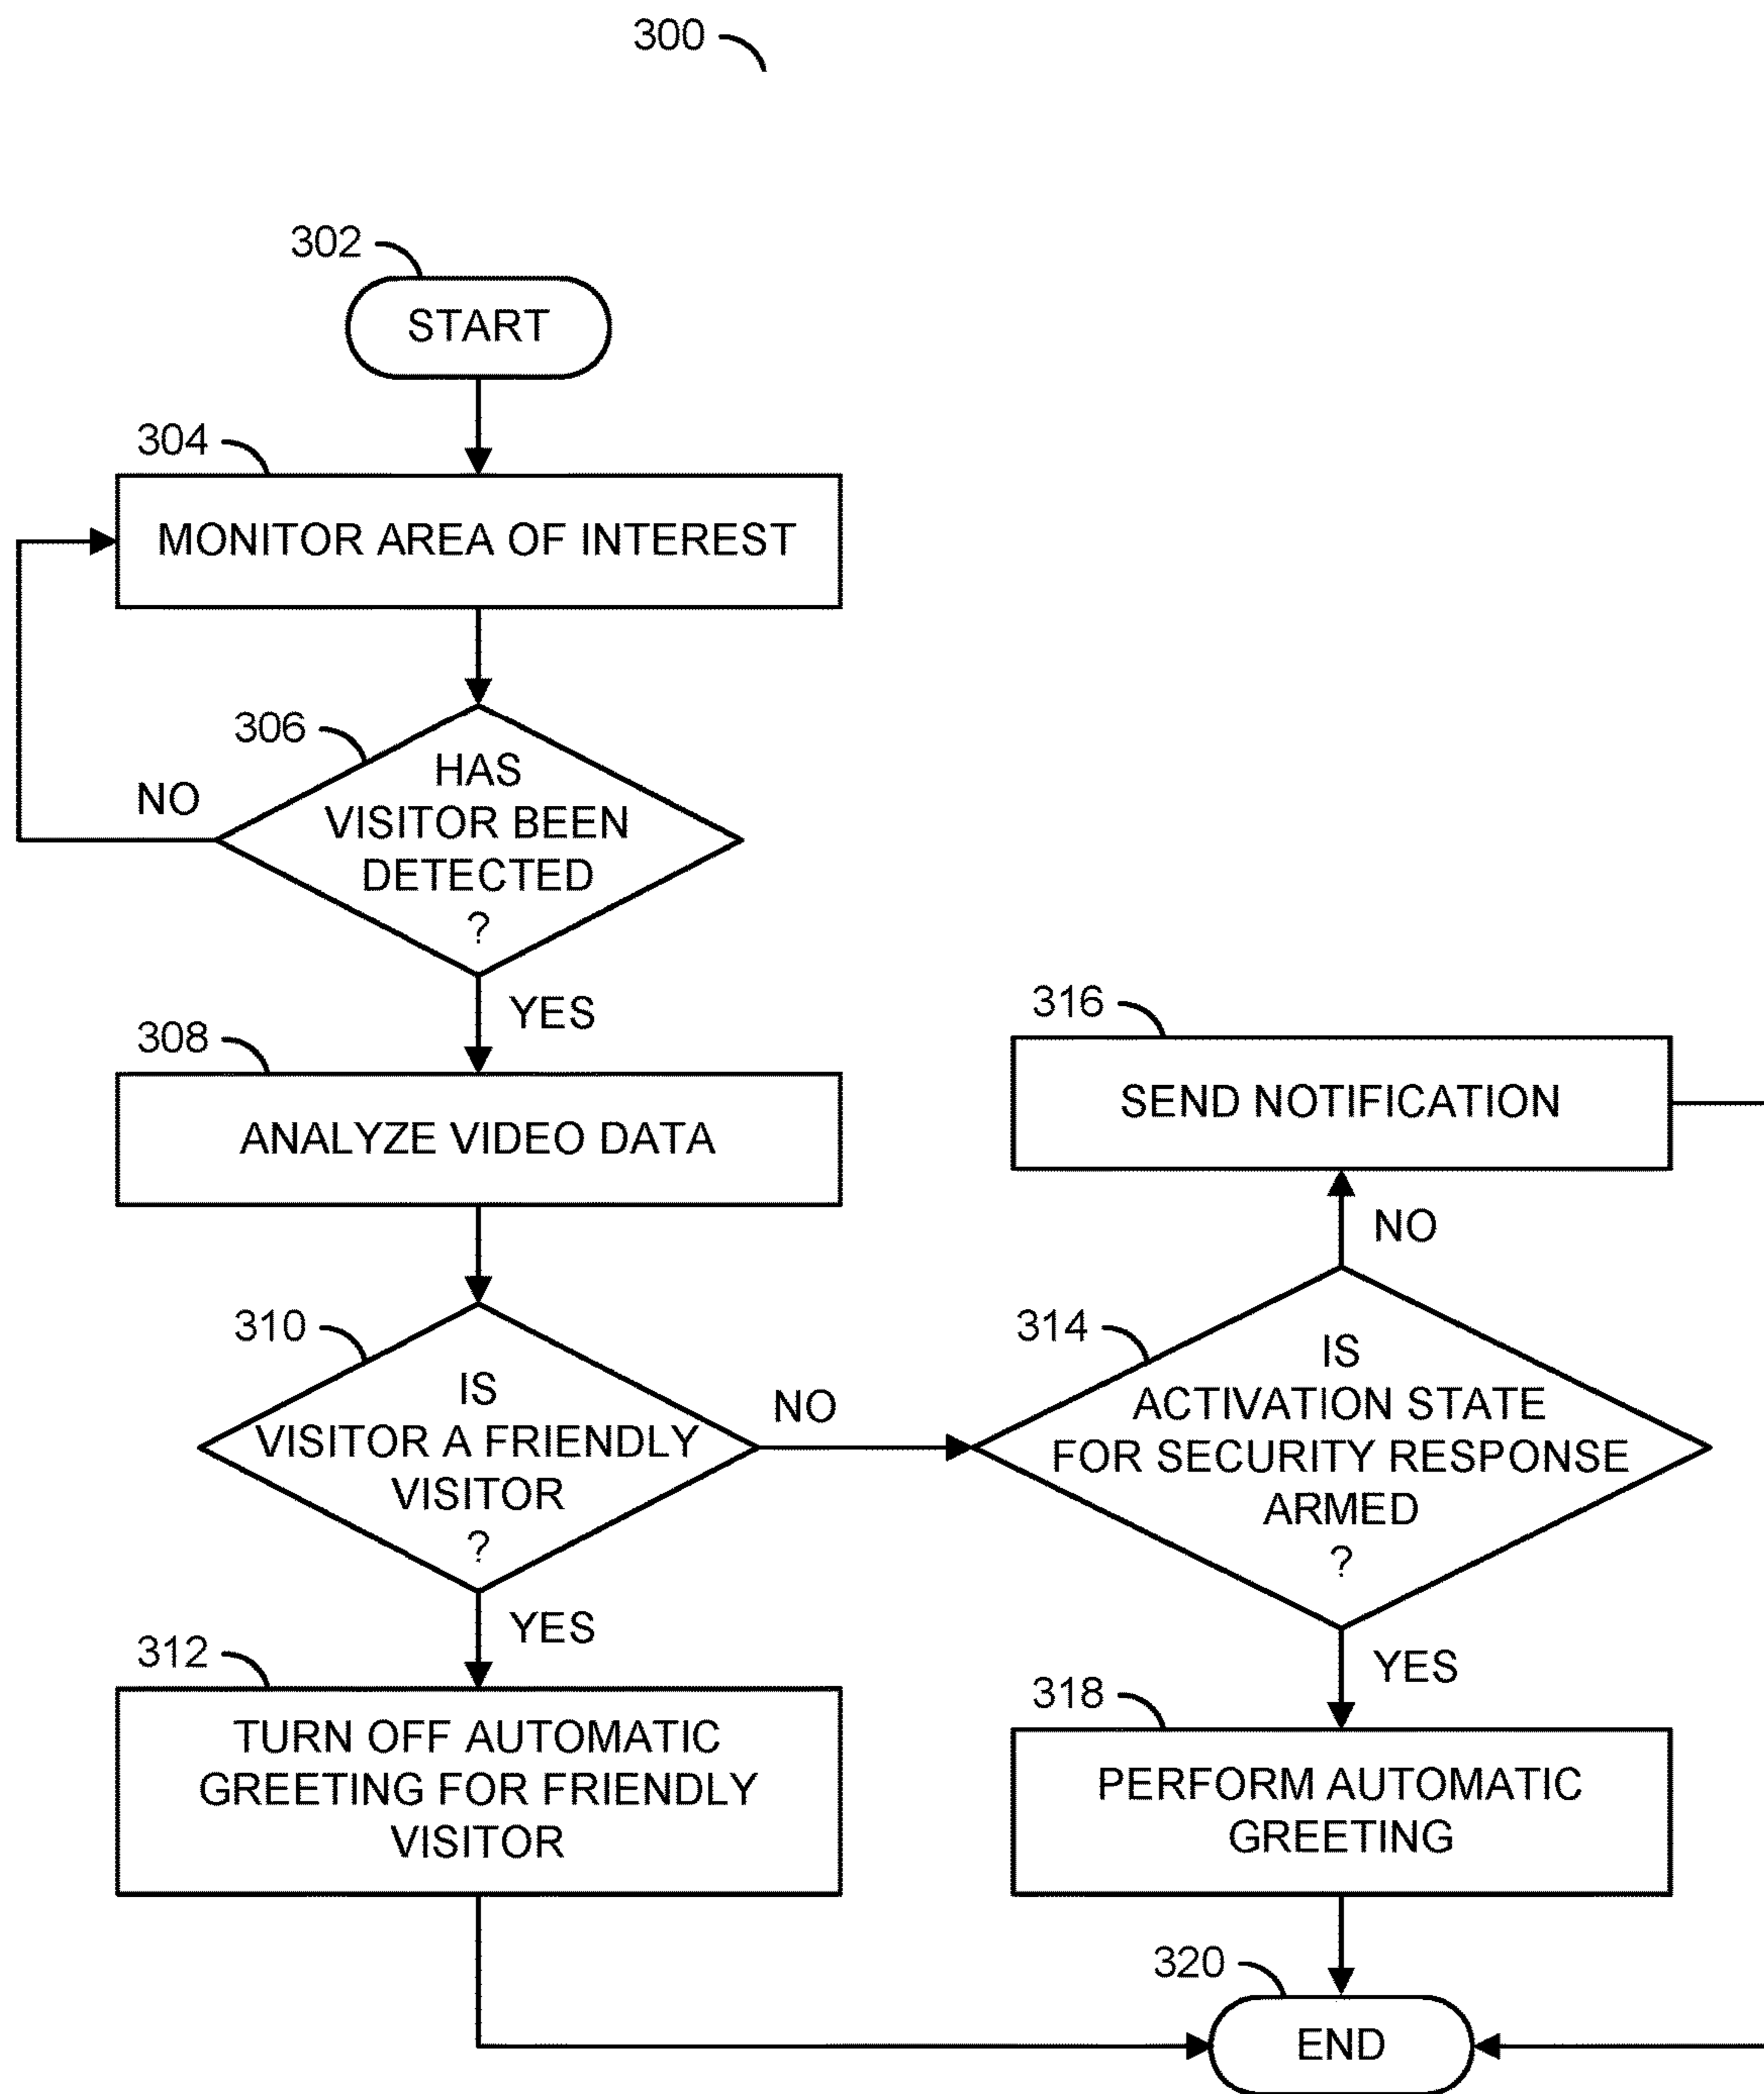 300
302
START
304
MONITOR AREA OF INTEREST
306
HAS
VISITOR BEEN
DETECTED
?
NO
YES
308
ANALYZE VIDEO DATA
310
IS
VISITOR A FRIENDLY
VISITOR
?
NO
YES
312
TURN OFF AUTOMATIC
GREETING FOR FRIENDLY
VISITOR
314
IS
ACTIVATION STATE
FOR SECURITY RESPONSE
ARMED
?
NO
316
SEND NOTIFICATION
YES
318
PERFORM AUTOMATIC
GREETING
320
END